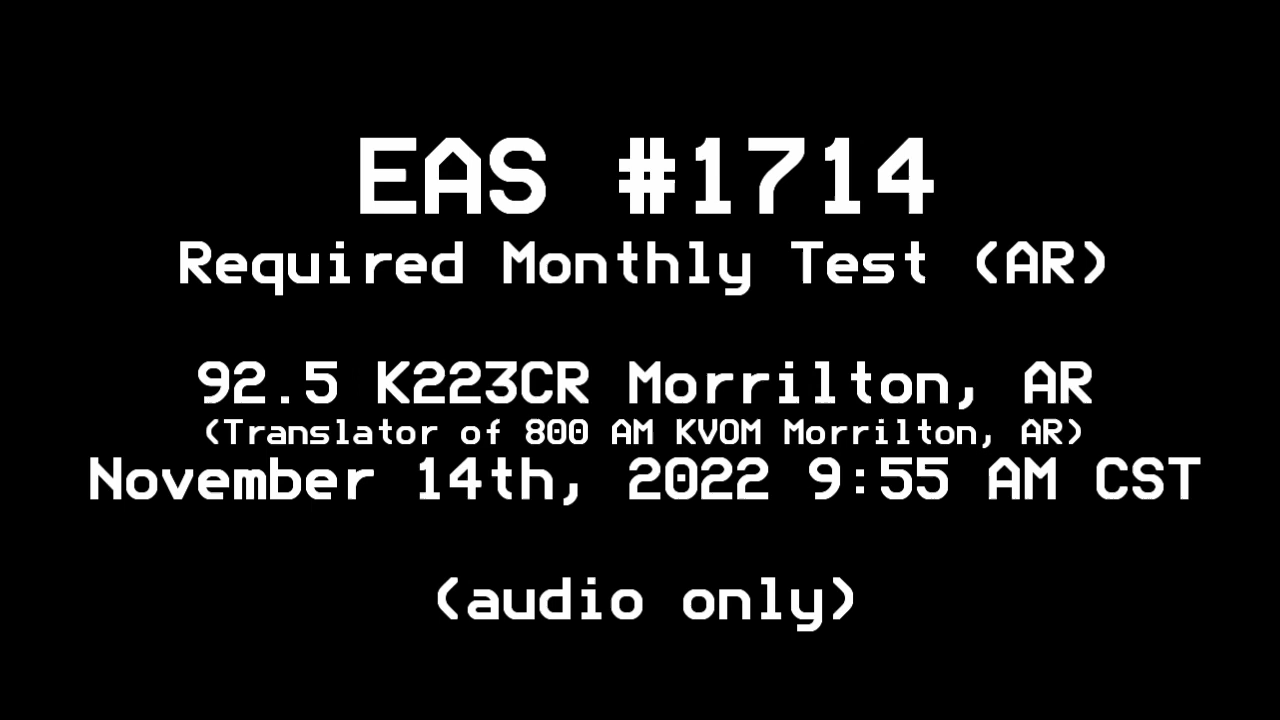 EAS #1714
Required Monthly Test (AR)
92.5 K223CR Morrilton, AR
(Translator of 800 AM KVOM Morrilton, AR)
November 14th, 2022 9:55 AM CST
(audio only)